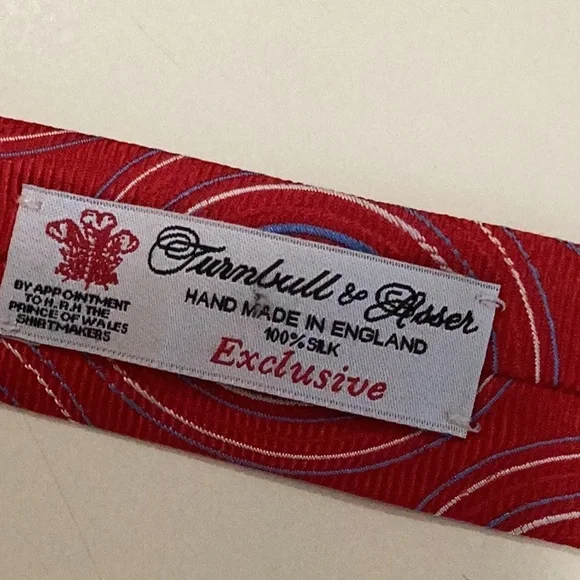 Turnbull & Asser
HAND MADE IN ENGLAND
100% SILK
Exclusive
BY APPOINTMENT
TO H.R.H THE
PRINCE OF WALES
SHIRTMAKERS